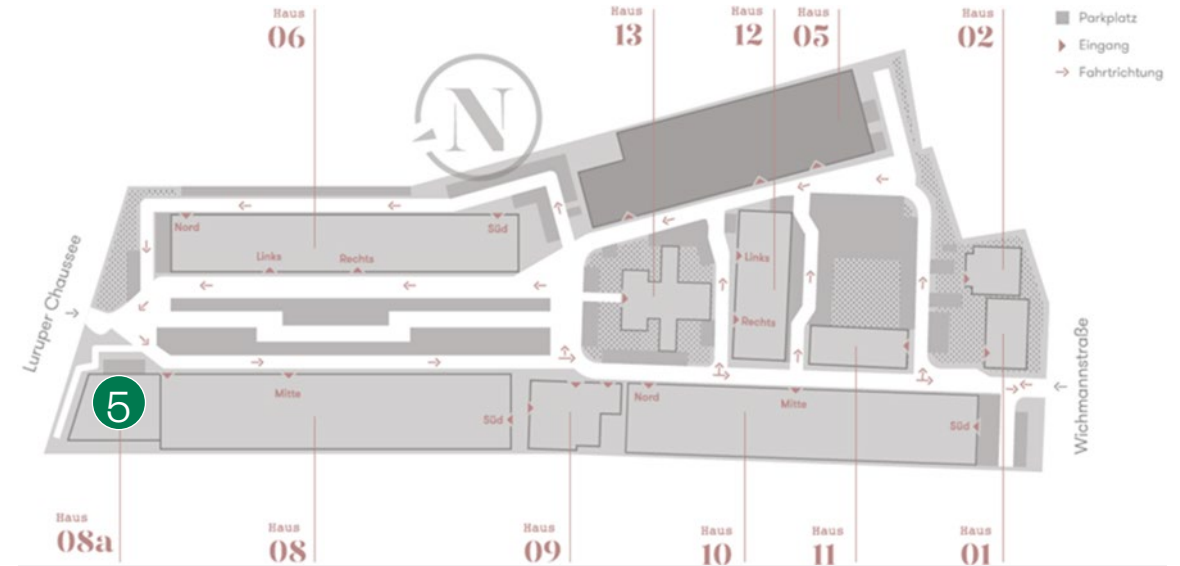 Haus
06
Haus
13
Haus
12
Haus
05
Haus
02
Parkplatz
Eingang
Fahrtrichtung
N
Nord
Süd
Links
Rechts
Links
Rechts
Luruper Chaussee
Wichmannstraße
5
Mitte
Süd
Nord
Mitte
Süd
Haus
08a
Haus
08
Haus
09
Haus
10
Haus
11
Haus
01